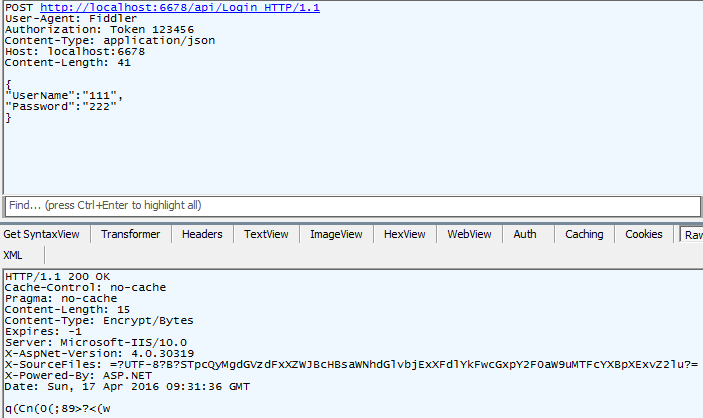 POST http://localhost:6678/api/Login HTTP/1.1
User-Agent: Fiddler
Authorization: Token 123456
Content-Type: application/json
Host: localhost:6678
Content-Length: 41
{
"UserName":"111",
"Password":"222"
}
Find... (press Ctrl+Enter to highlight all)
Get SyntaxView Transformer Headers TextView ImageView HexView WebView Auth Caching Cookies Raw
XML
HTTP/1.1 200 OK
Cache-Control: no-cache
Pragma: no-cache
Content-Length: 15
Content-Type: Encrypt/Bytes
Expires: -1
Server: Microsoft-IIS/10.0
X-AspNet-Version: 4.0.30319
X-SourceFiles: =?UTF-8?B?STpcQyMgdGVzdFxXZWJBcHBsaWNhdGlvbjExXFdlYkFwcGxpY2F0aW9uMTFcYXBpXExvZ2lu?=
X-Powered-By: ASP.NET
Date: Sun, 17 Apr 2016 09:31:36 GMT
q(Cn(0(;89>?<(w